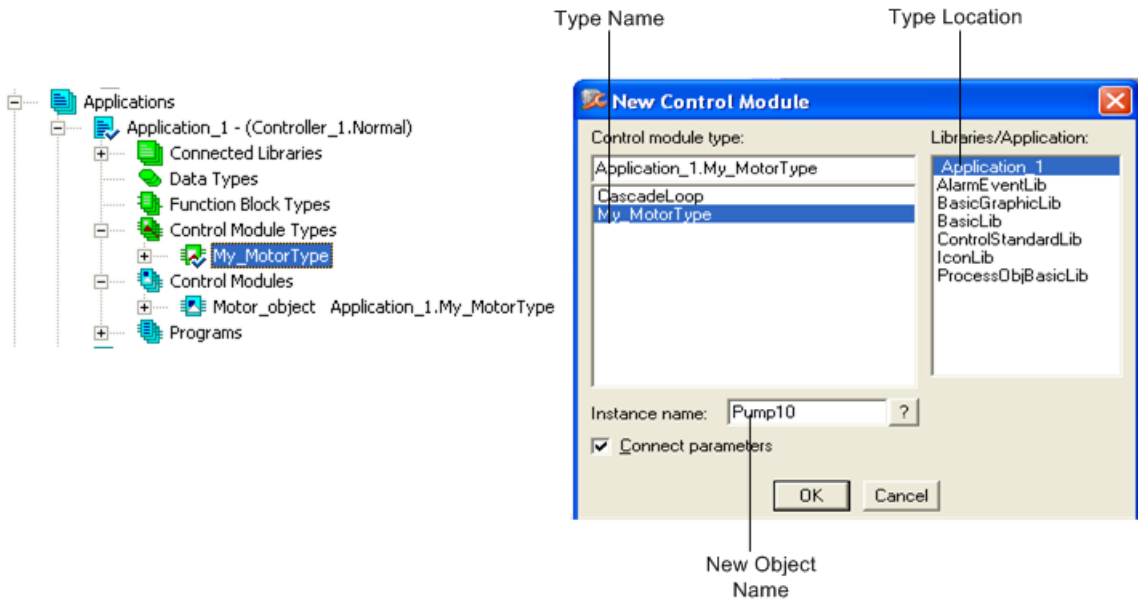 Type Name
Type Location
Applications
Application_1 - (Controller_1.Normal)
Connected Libraries
Data Types
Function Block Types
Control Module Types
My_MotorType
Control Modules
Motor_object Application_1.My_MotorType
Programs
New Control Module
Control module type:
Application_1.My_MotorType
CascadeLoop
My_MotorType
Libraries/Application:
Application_1
AlarmEventLib
BasicGraphicLib
BasicLib
ControlStandardLib
IconLib
ProcessObjBasicLib
Instance name:
Pump10
?
Connect parameters
OK
Cancel
New Object
Name